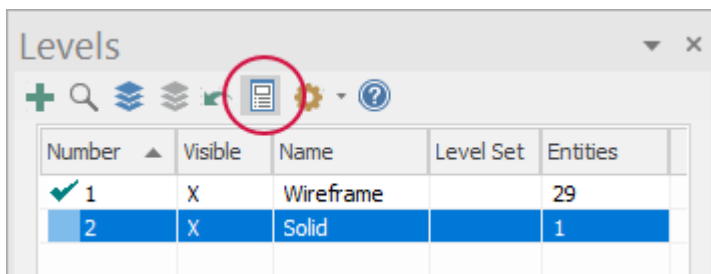 Levels
Number Visible Name Level Set Entities
1 X Wireframe 29
2 X Solid 1